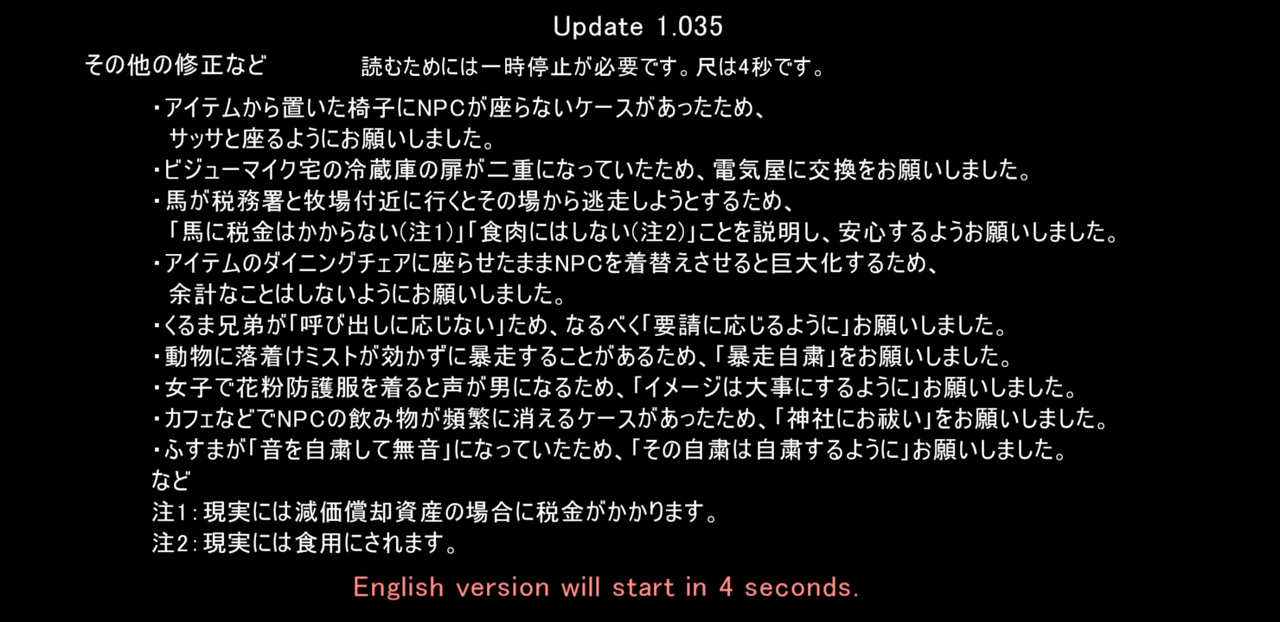 Update 1.035
その他の修正など　　　読むためには一時停止が必要です。尺は4秒です。
・アイテムから置いた椅子にNPCが座らないケースがあったため、
サッサと座るようにお願いしました。
・ビジューマイク宅の冷蔵庫の扉が二重になっていたため、電気屋に交換をお願いしました。
・馬が税務署と牧場付近に行くとその場から逃走しようとするため、
「馬に税金はかからない(注1)」「食肉にはしない(注2)」ことを説明し、安心するようお願いしました。
・アイテムのダイニングチェアに座らせたままNPCを着替えさせると巨大化するため、
余計なことはしないようにお願いしました。
・くるま兄弟が「呼び出しに応じない」ため、なるべく「要請に応じるように」お願いしました。
・動物に落着けミストが効かずに暴走することがあるため、「暴走自粛」をお願いしました。
・女子で花粉防護服を着ると声が男になるため、「イメージは大事にするように」お願いしました。
・カフェなどでNPCの飲み物が頻繁に消えるケースがあったため、「神社にお祓い」をお願いしました。
・ふすまが「音を自粛して無音」になっていたため、「その自粛は自粛するように」お願いしました。
など
注1：現実には減価償却資産の場合に税金がかかります。
注2：現実には食用にされます。
English version will start in 4 seconds.